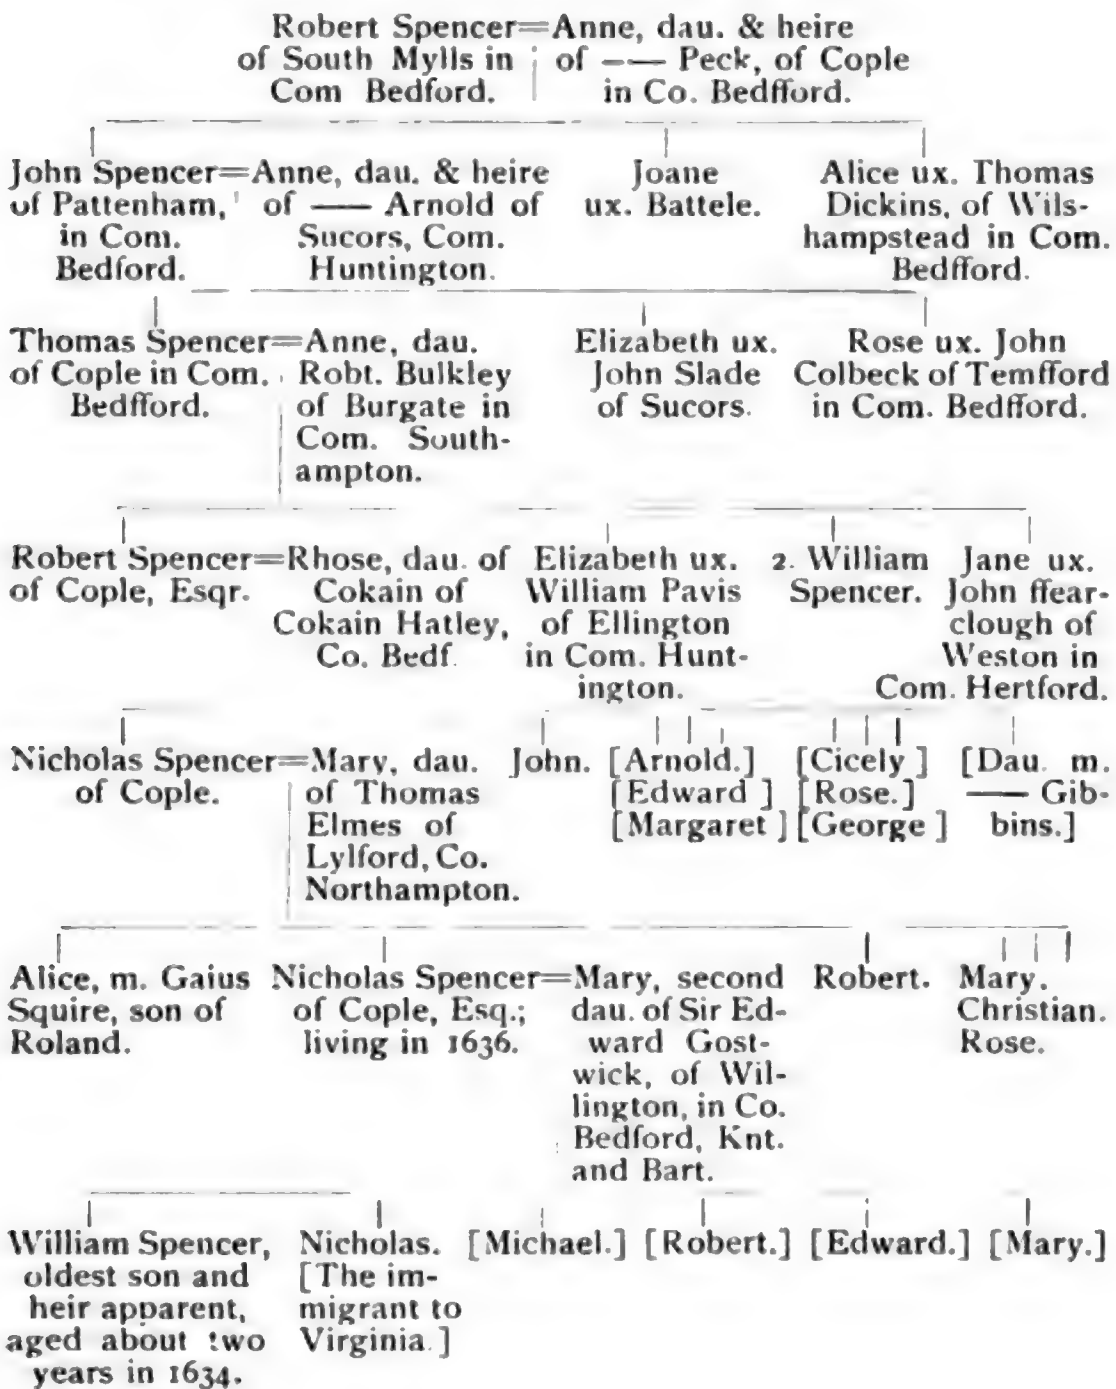 Robert Spencer=Anne, dau. & heire
of South Mylls in of —— Peck, of Cople
Com Bedford. in Co. Bedfford.
John Spencer=Anne, dau. & heire Joane Alice ux. Thomas
of Pattenham, of —— Arnold of ux. Battele. Dickins, of Wils-
in Com. Sucors, Com. hampstead in Com.
Bedford. Huntington. Bedfford.
Thomas Spencer=Anne, dau. Elizabeth ux. Rose ux. John
of Cople in Com. Robt. Bulkley John Slade Colbeck of Temfford
Bedfford. of Burgate in of Sucors. in Com. Bedfford.
Com. South-
ampton.
Robert Spencer=Rhose, dau. of Elizabeth ux. 2. William Jane ux.
of Cople, Esqr. Cokain of William Pavis Spencer. John ffear-
Cokain Hatley, of Ellington clough of
Co. Bedf. in Com. Hunt- Weston in
ington. Com. Hertford.
Nicholas Spencer=Mary, dau. John. [Arnold.] [Cicely ] [Dau. m.
of Cople. of Thomas [Edward ] [Rose.] —— Gib-
Elmes of [Margaret ] [George ] bins.]
Lylford, Co.
Northampton.
Alice, m. Gaius Nicholas Spencer=Mary, second Robert. Mary.
Squire, son of of Cople, Esq.; dau. of Sir Ed- Christian.
Roland. living in 1636. ward Gost- Rose.
wick, of Wil-
lington, in Co.
Bedford, Knt.
and Bart.
William Spencer, Nicholas. [Michael.] [Robert.] [Edward.] [Mary.]
oldest son and [The im-
heir apparent, migrant to
aged about two Virginia.]
years in 1634.